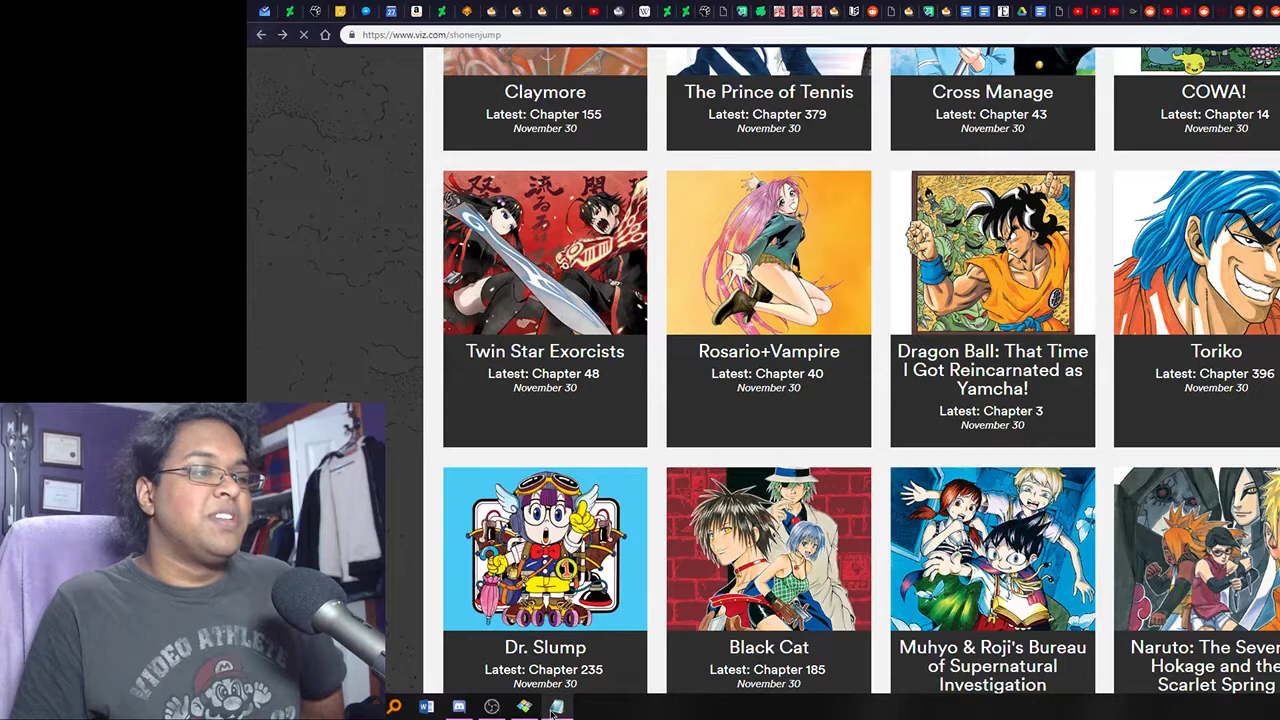 https://www.viz.com/shonenjump
Claymore
Latest: Chapter 155
November 30
The Prince of Tennis
Latest: Chapter 379
November 30
Cross Manage
Latest: Chapter 43
November 30
COWA!
Latest: Chapter 14
November 30
Twin Star Exorcists
Latest: Chapter 48
November 30
Rosario+Vampire
Latest: Chapter 40
November 30
Dragon Ball: That Time
I Got Reincarnated as
Yamcha!
Latest: Chapter 3
November 30
Toriko
Latest: Chapter 396
November 30
Dr. Slump
Latest: Chapter 235
November 30
Black Cat
Latest: Chapter 185
November 30
Muhyo & Roji's Bureau
of Supernatural
Investigation
Naruto: The Seven
Hokage and the
Scarlet Spring
VIDEO ATHLETE